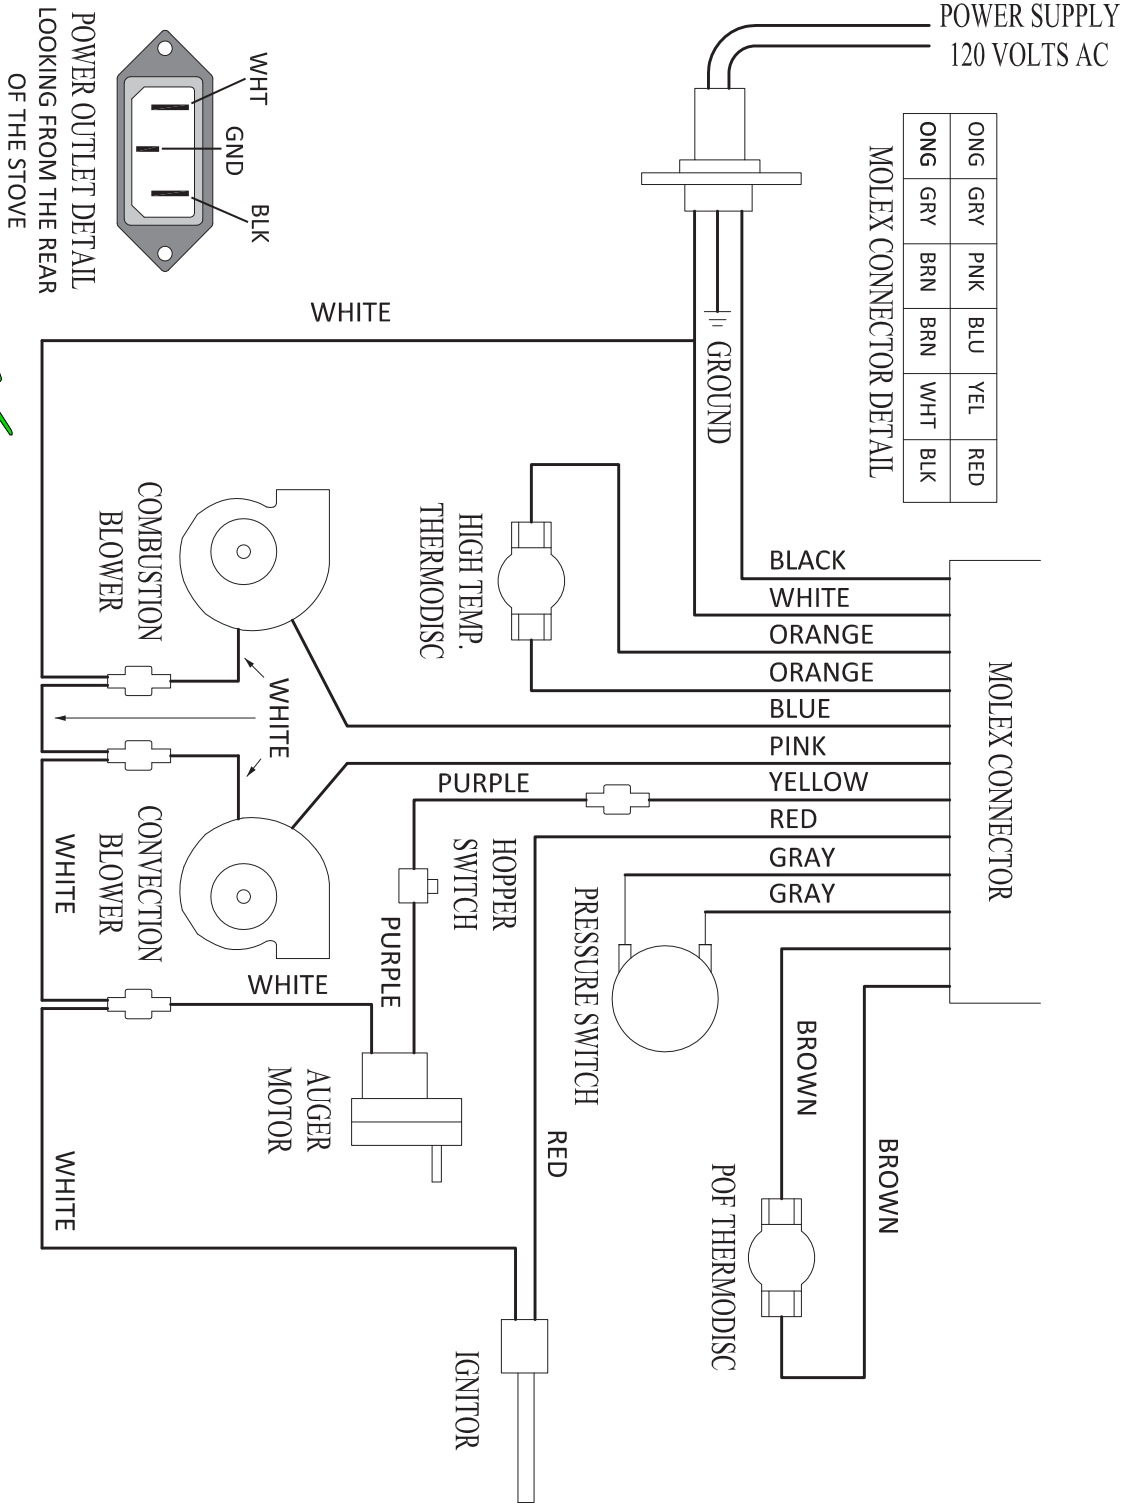 POWER SUPPLY
120 VOLTS AC
ONG GRY PNK BLU YEL RED
ONG GRY BRN BRN WHT BLK
MOLEX CONNECTOR DETAIL
WHT
GND
BLK
POWER OUTLET DETAIL
LOOKING FROM THE REAR
OF THE STOVE
GROUND
WHITE
MOLEX CONNECTOR
BLACK
WHITE
ORANGE
ORANGE
BLUE
PINK
YELLOW
RED
GRAY
GRAY
HIGH TEMP.
THERMODISC
COMBUSTION
BLOWER
WHITE
CONVECTION
BLOWER
WHITE
PURPLE
HOPPER
SWITCH
PURPLE
WHITE
AUGER
MOTOR
PRESSURE SWITCH
BROWN
BROWN
POF THERMODISC
RED
WHITE
IGNITOR